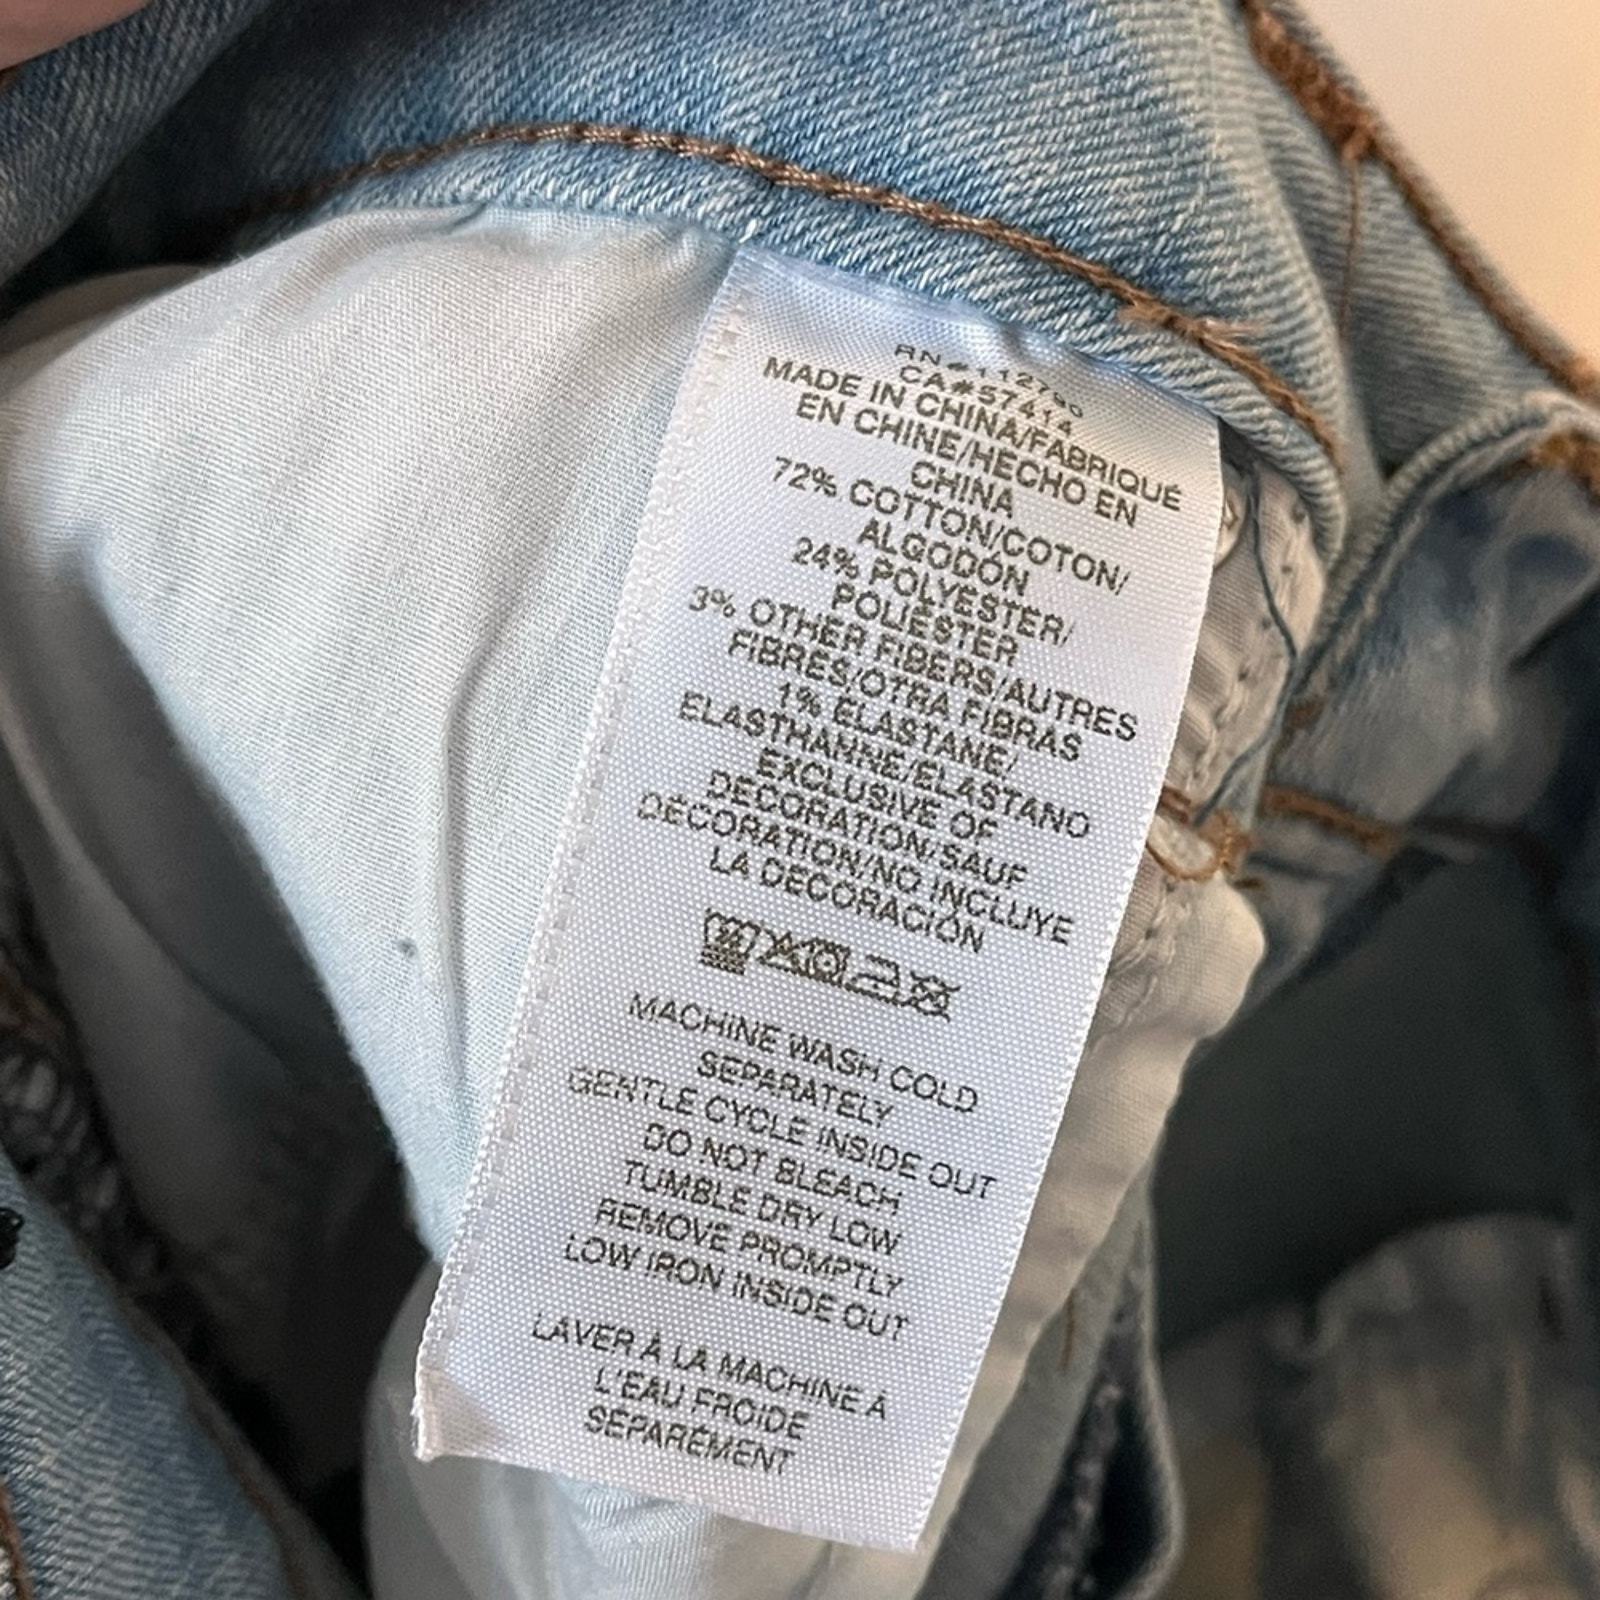 RN#112790
CA#57414
MADE IN CHINA/FABRIQUÉ
EN CHINE/HECHO EN
CHINA
72% COTTON/COTON/
ALGODÓN
24% POLYESTER/
POLIÉSTER
3% OTHER FIBERS/AUTRES
FIBRES/OTRA FIBRAS
1% ELASTANE/
ÉLASTHANNE/ELASTANO
EXCLUSIVE OF
DECORATION/SAUF
DÉCORATION/NO INCLUYE
LA DECORACIÓN
MACHINE WASH COLD
SEPARATELY
GENTLE CYCLE INSIDE OUT
DO NOT BLEACH
TUMBLE DRY LOW
REMOVE PROMPTLY
LOW IRON INSIDE OUT
LAVER À LA MACHINE À
L'EAU FROIDE
SÉPARÉMENT